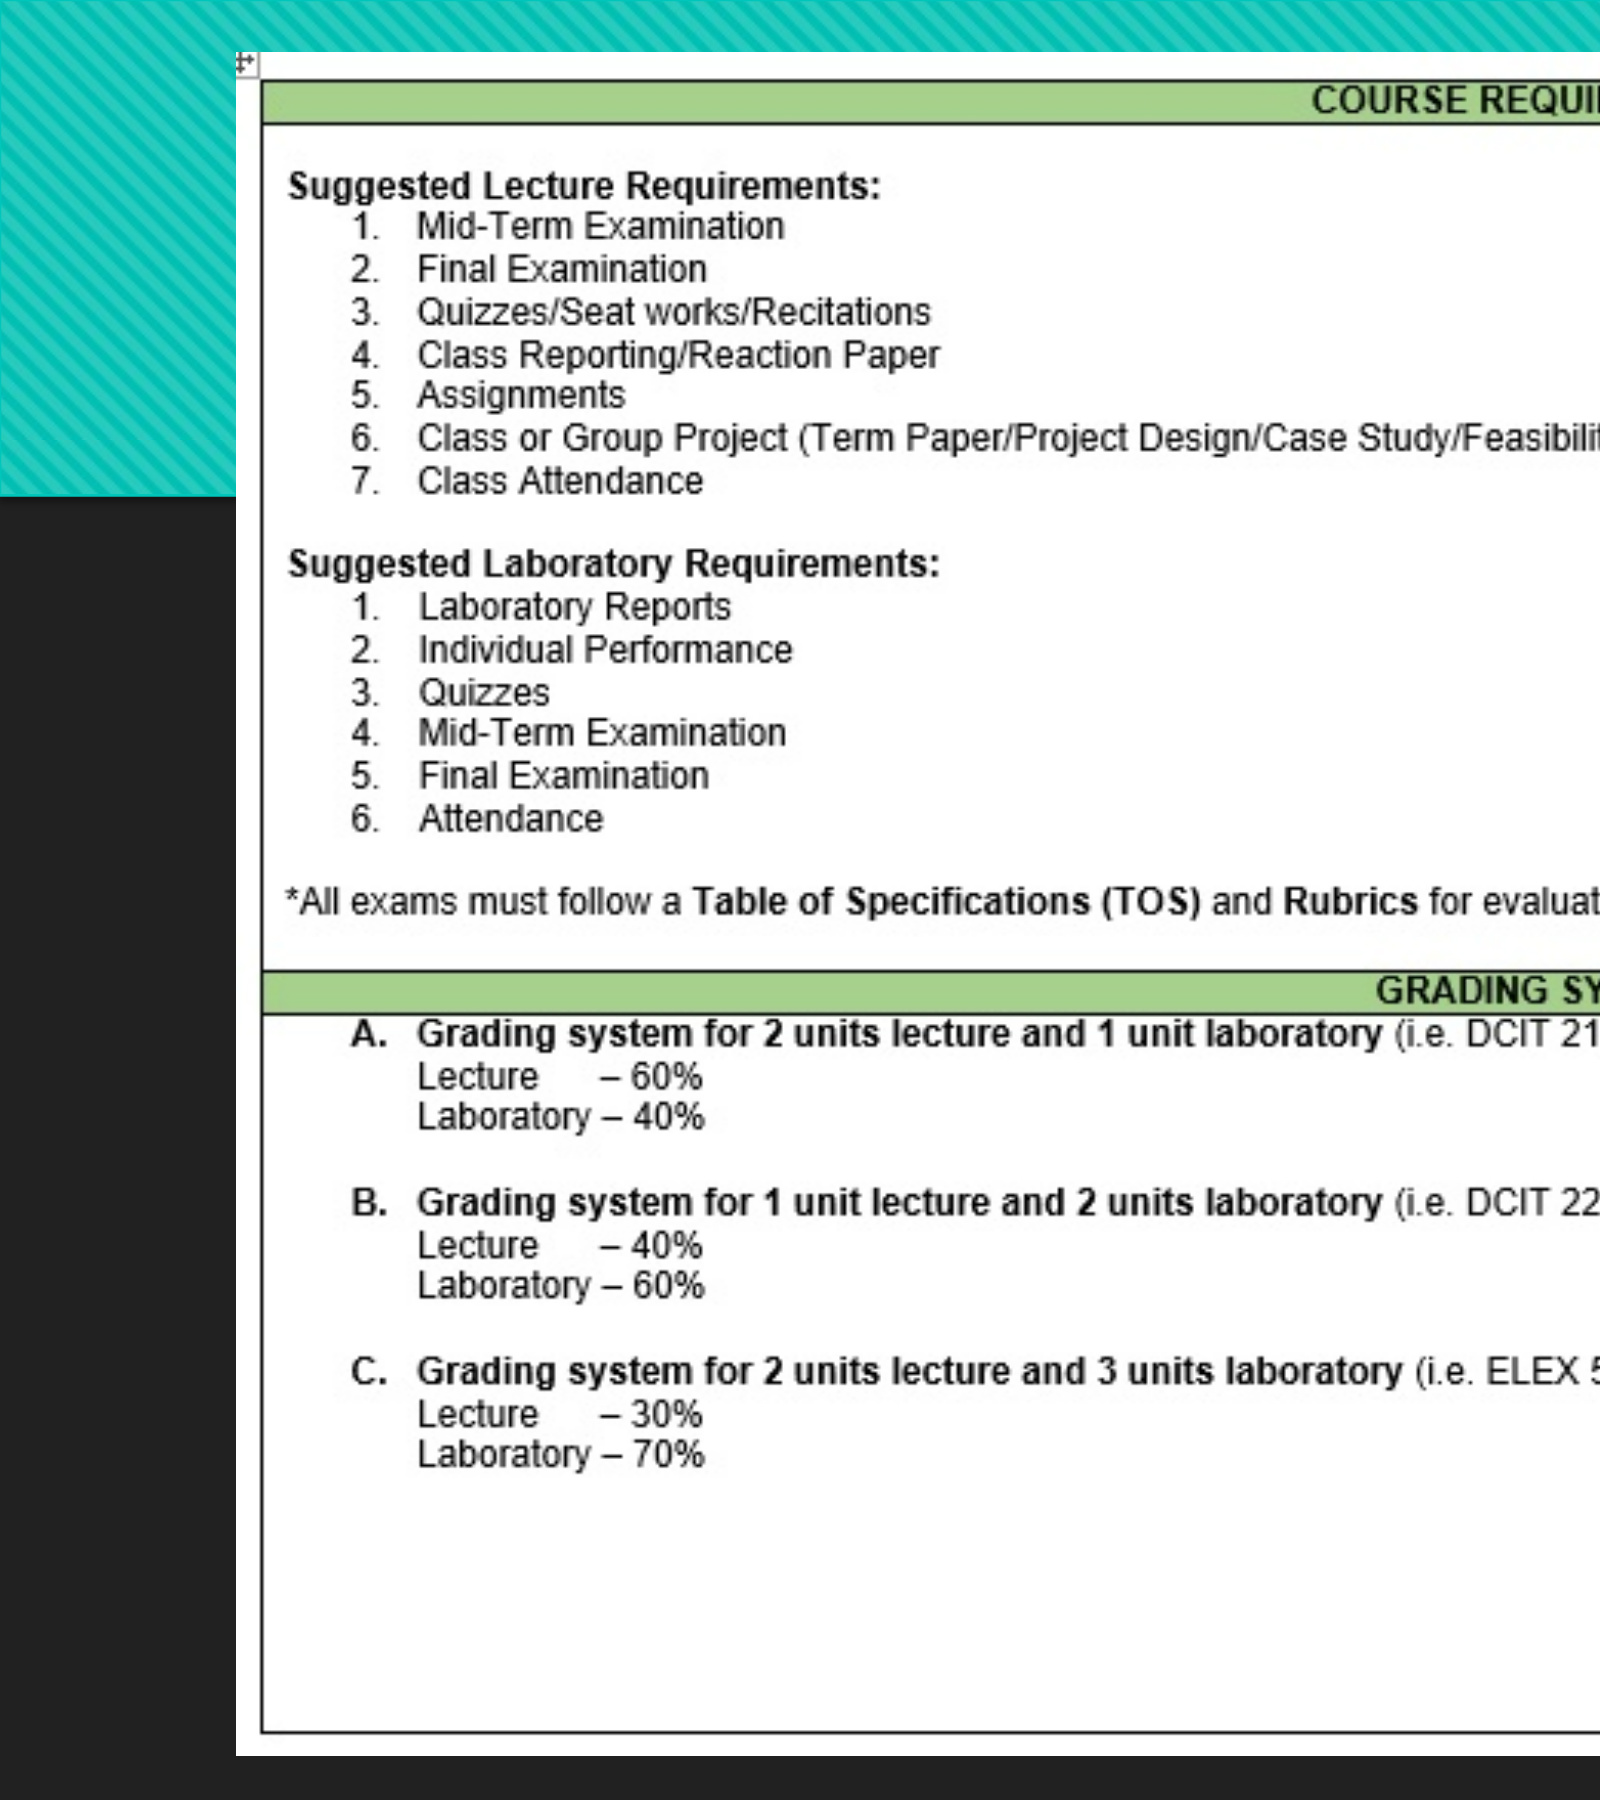 COURSE
Suggested Lecture Requirements:
1. Mid-Term Examination
2. Final Examination
3. Quizzes/Seat works/Recitations
4. Class Reporting/Reaction Paper
5. Assignments
6. Class or Group Project (Term Paper/Project Design/Case
7. Class Attendance
Suggested Laboratory Requirements:
1. Laboratory Reports
2. Individual Performance
3. Quizzes
4. Mid-Term Examination
5. Final Examination
6. Attendance
*All exams must follow a Table of Specifications (TOS) and Rubrics for
GRADING
A. Grading system for 2 units lecture and 1 unit laboratory (i.e. DCIT 21
Lecture – 60%
Laboratory – 40%
B. Grading system for 1 unit lecture and 2 units laboratory (i.e. DCIT 22
Lecture – 40%
Laboratory – 60%
C. Grading system for 2 units lecture and 3 units laboratory (i.e. ELEX
Lecture – 30%
Laboratory – 70%